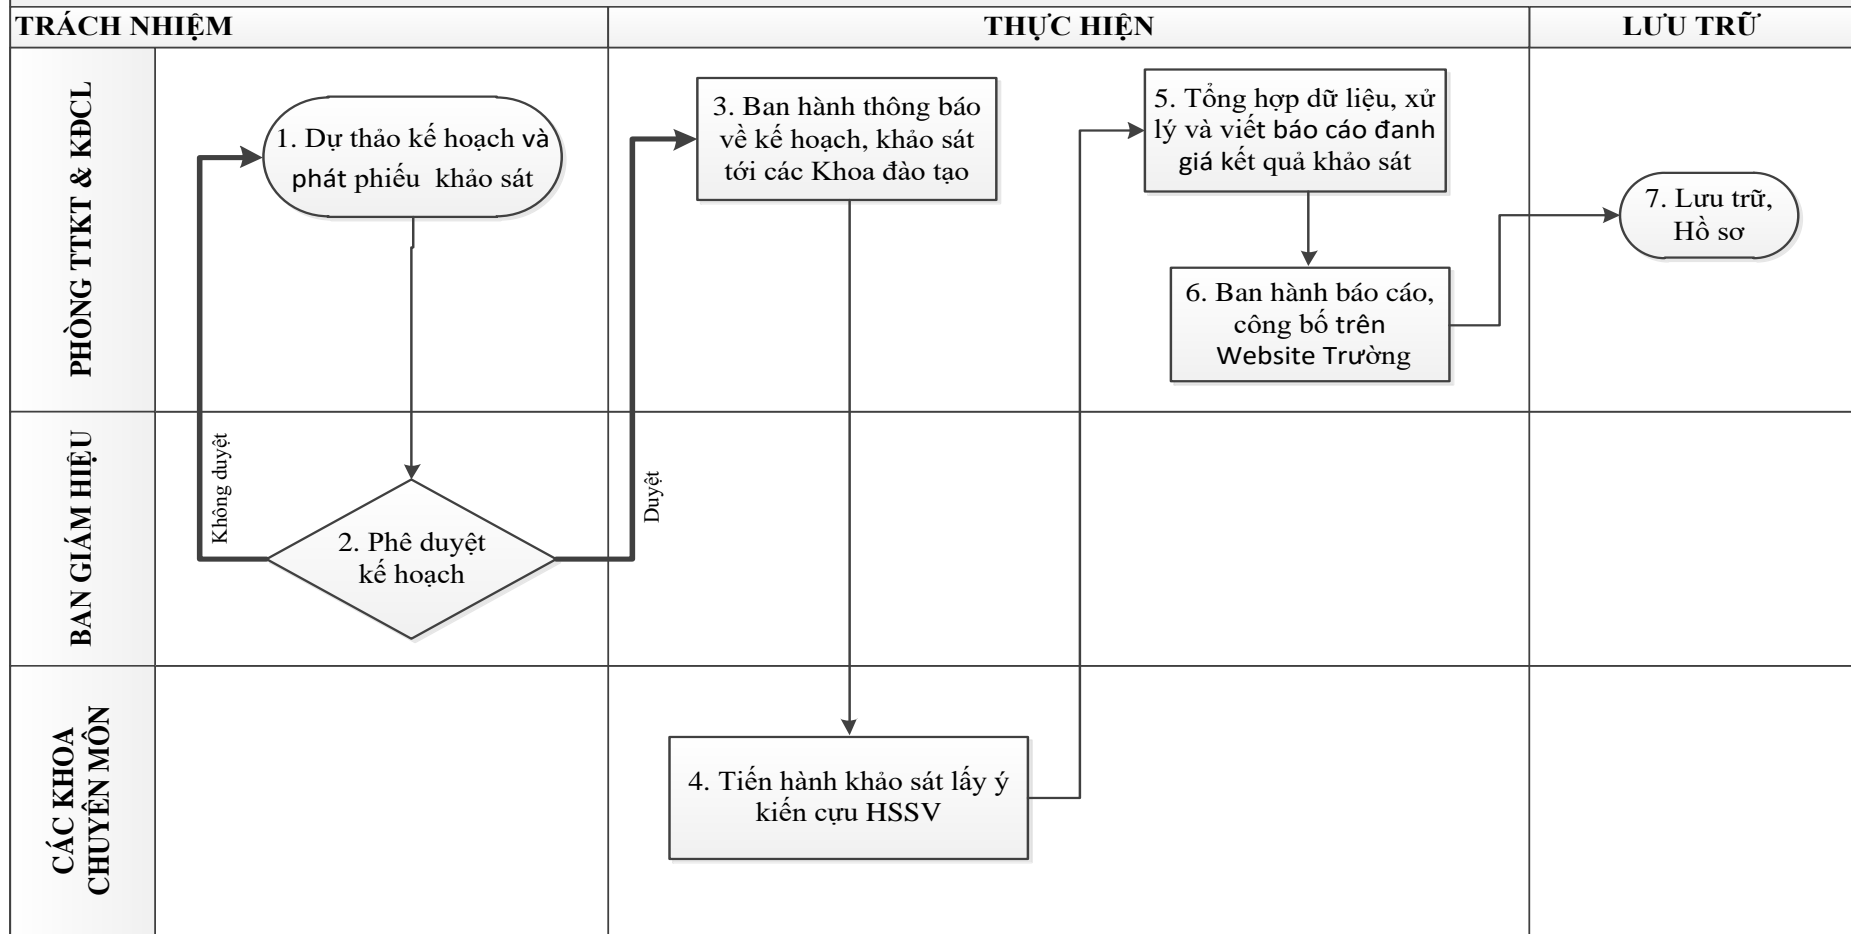 TRÁCH NHIỆM
THỰC HIỆN
LƯU TRỮ
PHÒNG TTKT & KĐCL
1. Dự thảo kế hoạch và
phát phiếu khảo sát
3. Ban hành thông báo
về kế hoạch, khảo sát
tới các Khoa đào tạo
5. Tổng hợp dữ liệu, xử
lý và viết báo cáo đanh
giá kết quả khảo sát
6. Ban hành báo cáo,
công bố trên
Website Trường
7. Lưu trữ,
Hồ sơ
BAN GIÁM HIỆU
Không duyệt
2. Phê duyệt
kế hoạch
Duyệt
CÁC KHOA
CHUYÊN MÔN
4. Tiến hành khảo sát lấy ý
kiến cựu HSSV